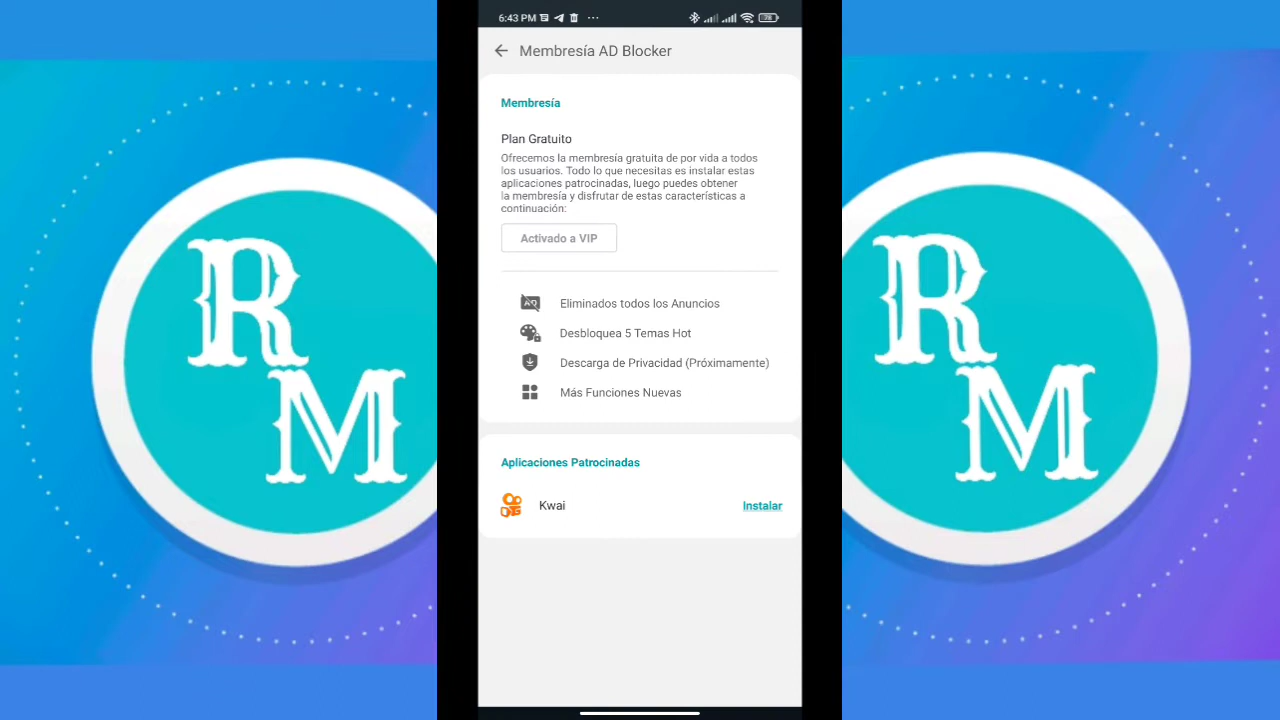 6:43 PM
78
Membresía AD Blocker
Membresía
Plan Gratuito
Ofrecemos la membresía gratuita de por vida a todos
los usuarios. Todo lo que necesitas es instalar estas
aplicaciones patrocinadas, luego puedes obtener
la membresía y disfrutar de estas características a
continuación:
Activado a VIP
AD
Eliminados todos los Anuncios
Desbloquea 5 Temas Hot
Descarga de Privacidad (Próximamente)
Más Funciones Nuevas
Aplicaciones Patrocinadas
Kwai
Instalar
RM
RM